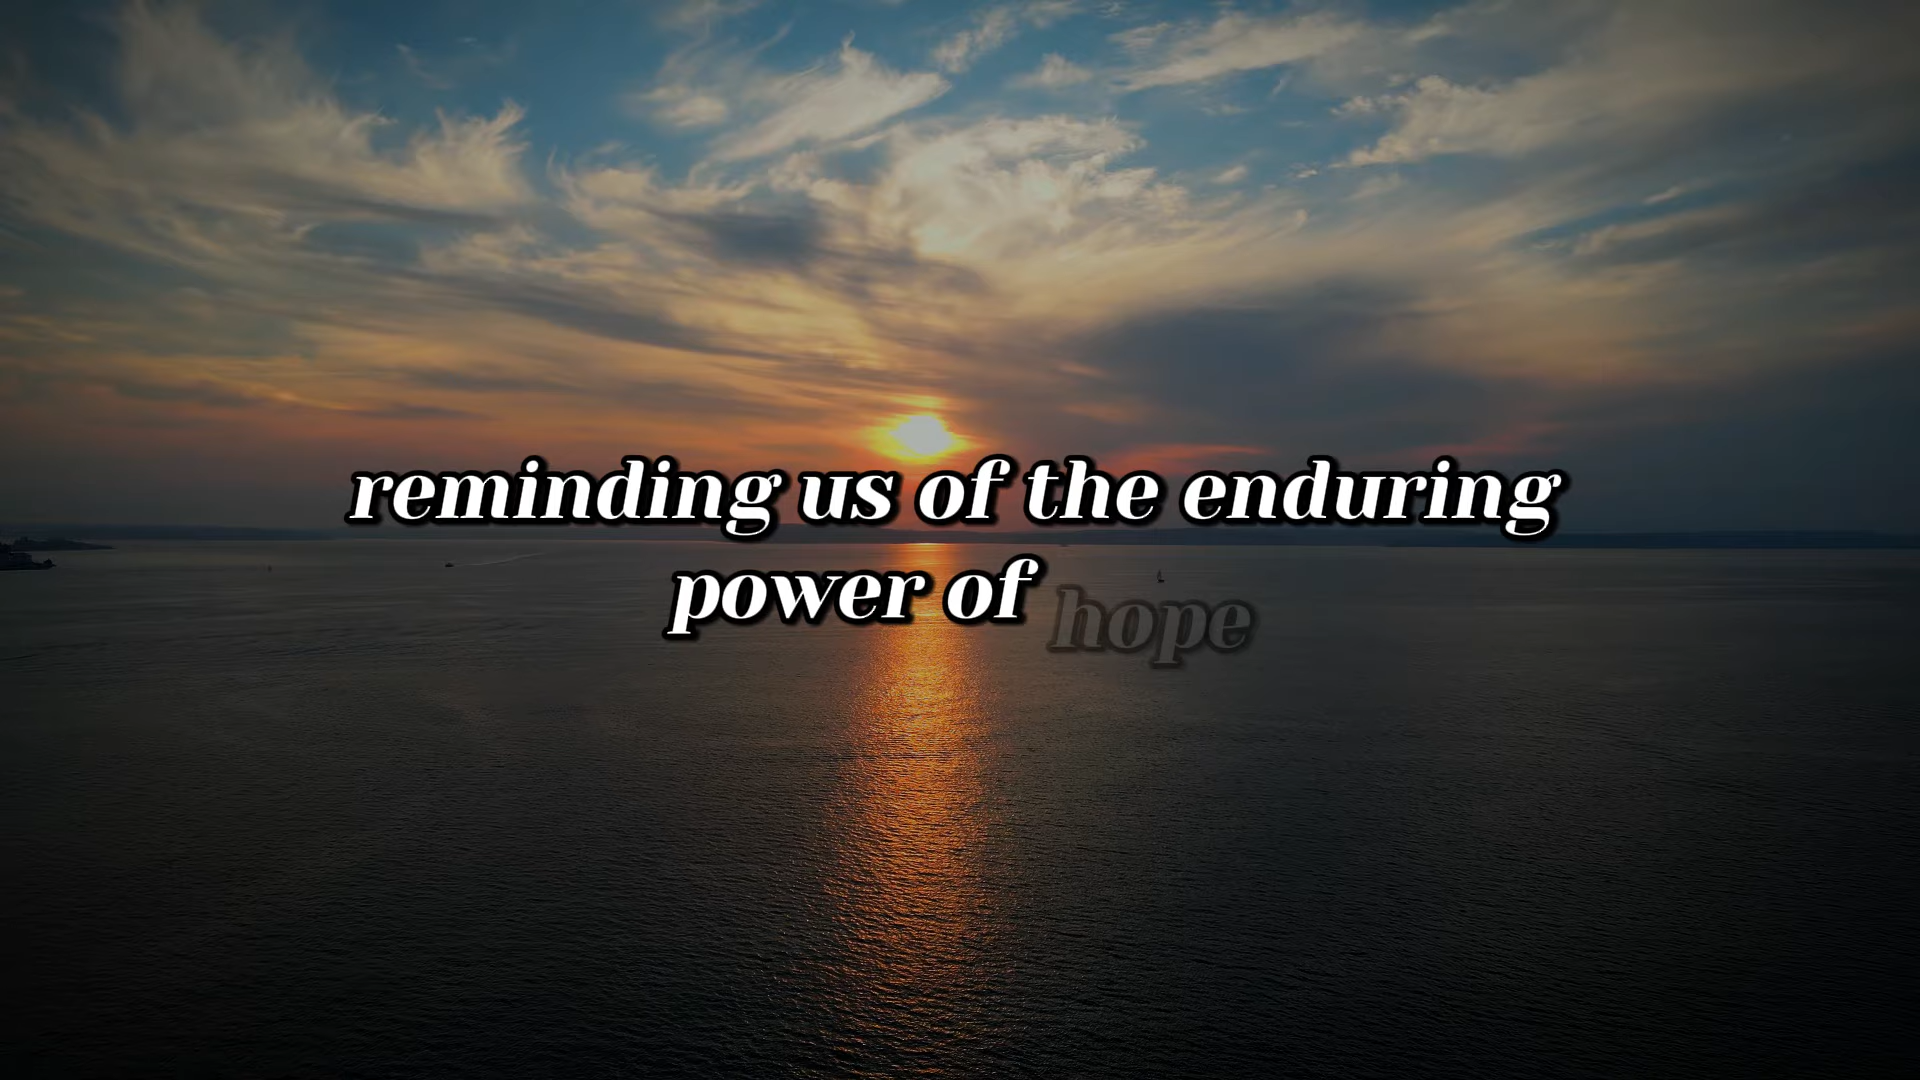 reminding us of the enduring
power of hope